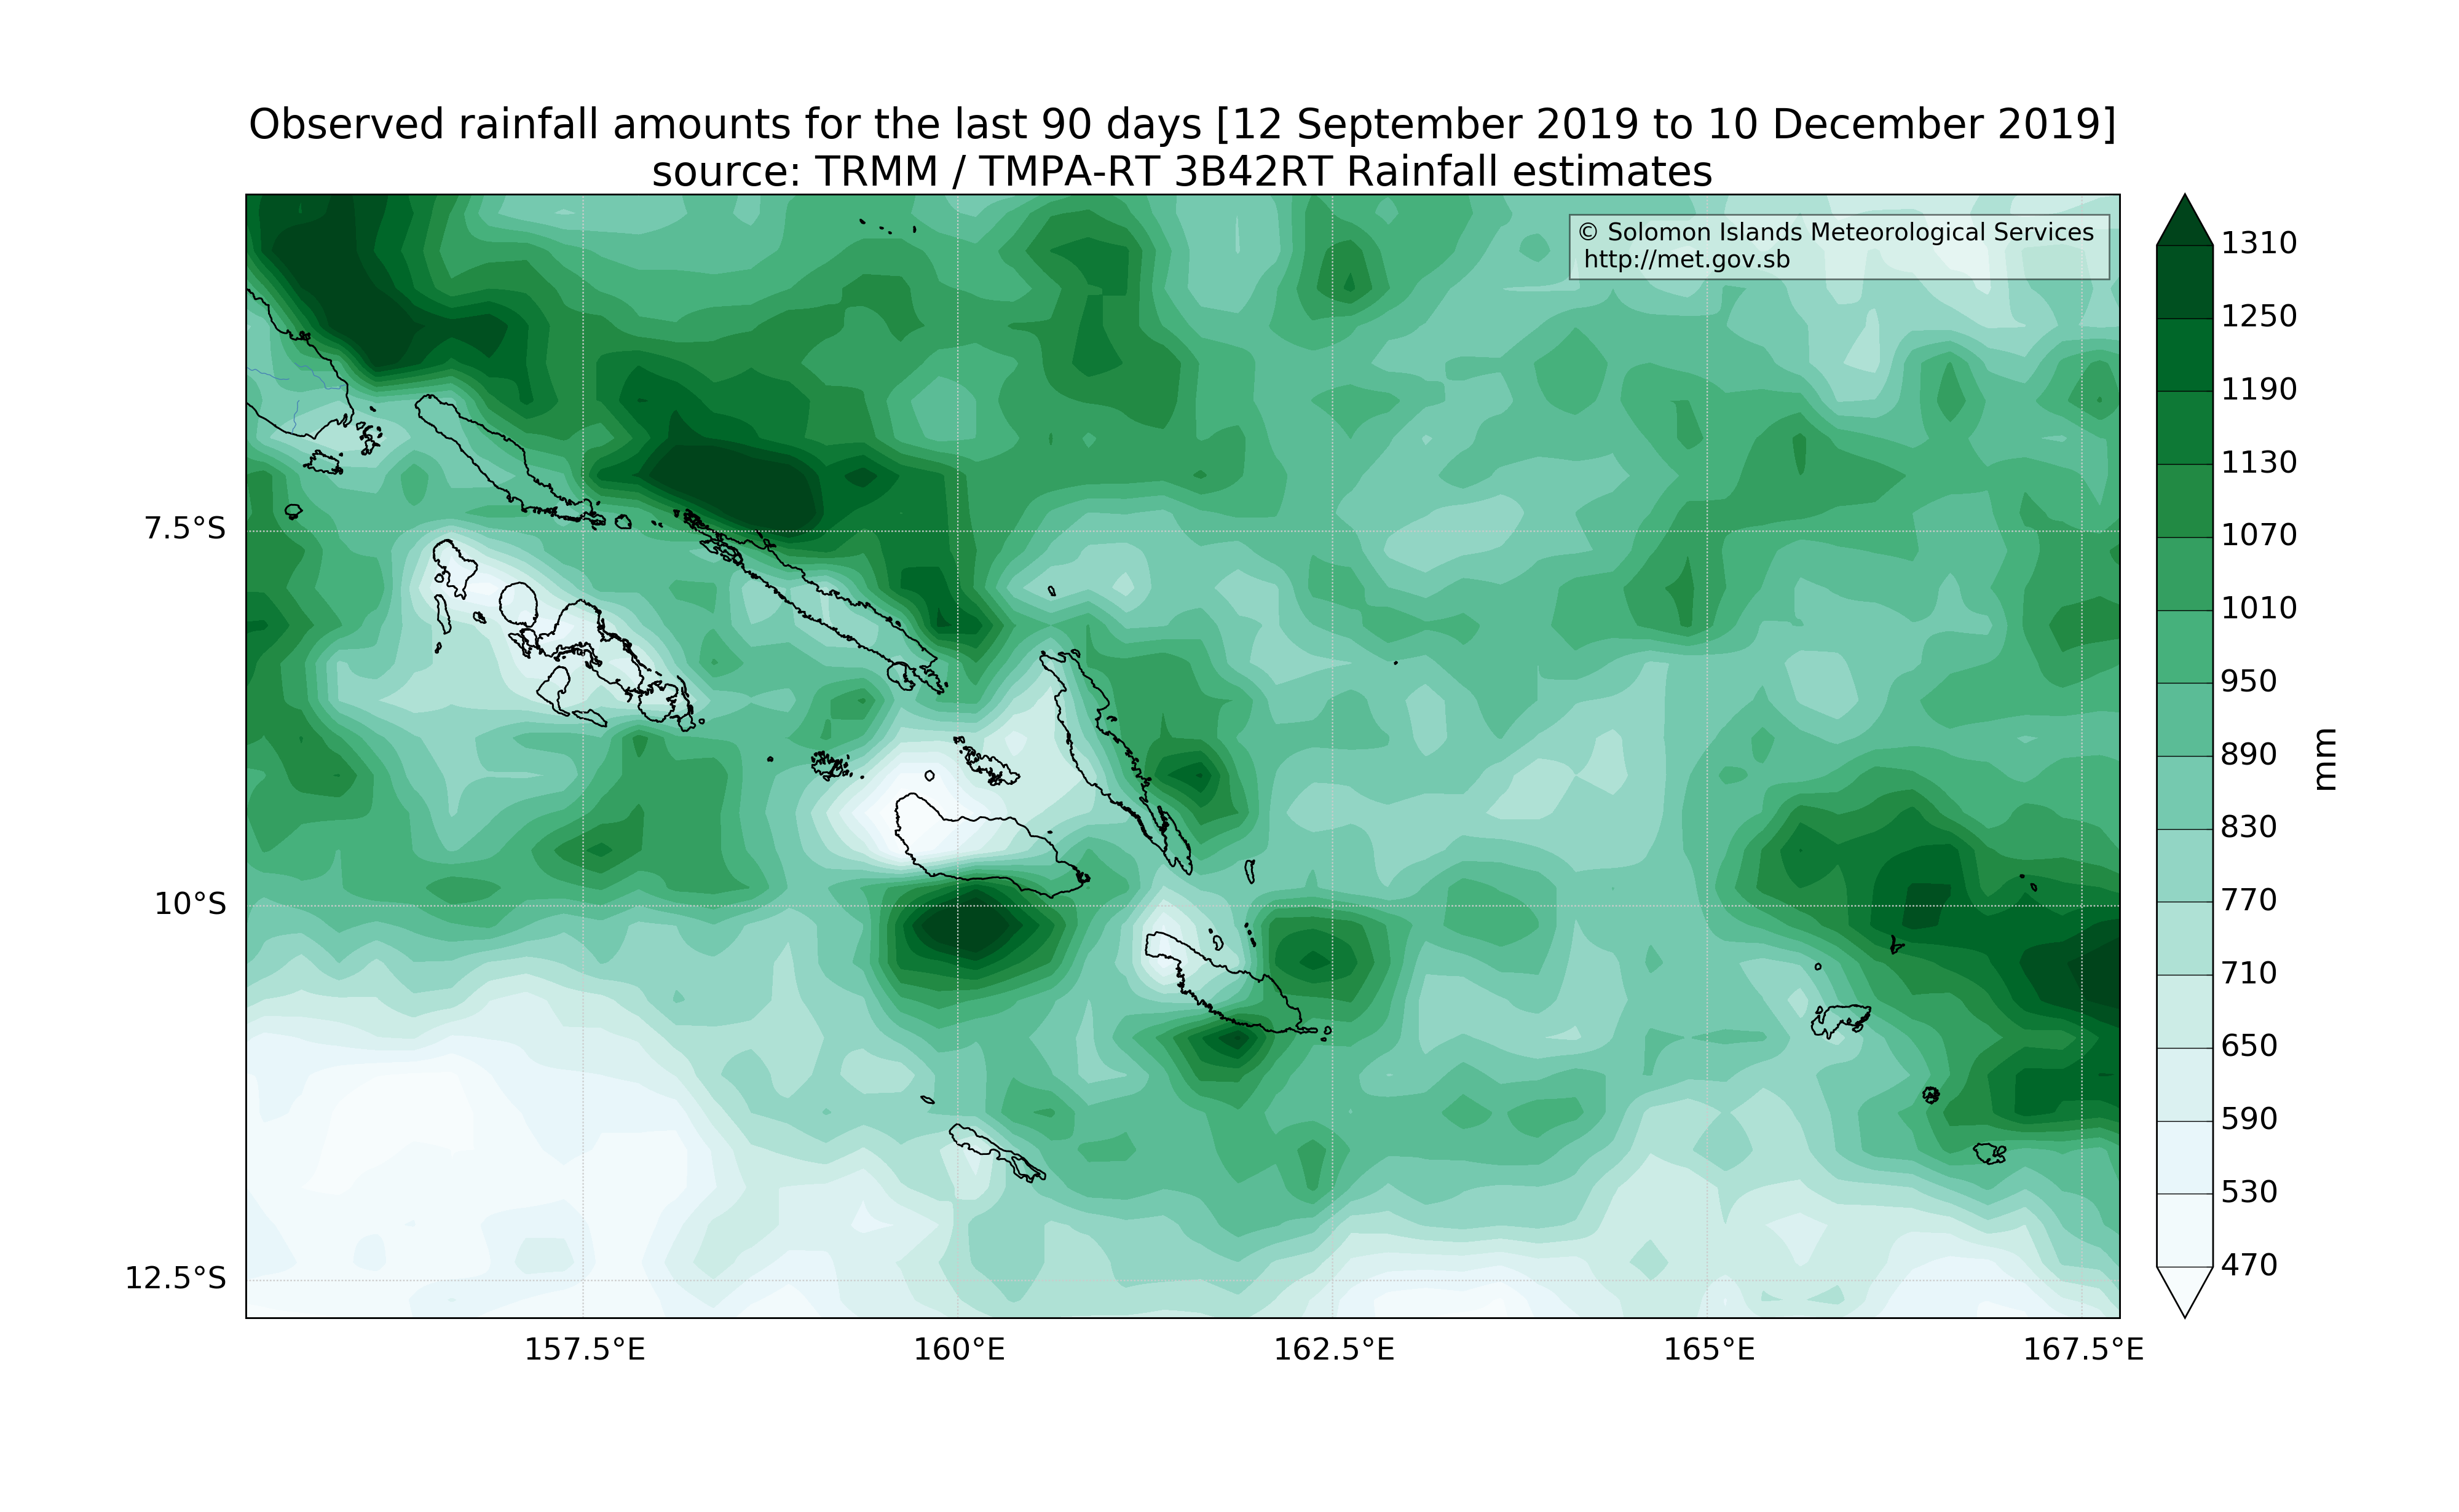 Observed rainfall amounts for the last 90 days [12 September 2019 to 10 December 2019]
source: TRMM / TMPA-RT 3B42RT Rainfall estimates
© Solomon Islands Meteorological Services
http://met.gov.sb
7.5°S
10°S
12.5°S
157.5°E
160°E
162.5°E
165°E
167.5°E
1310
1250
1190
1130
1070
1010
950
890
830
770
710
650
590
530
470
mm